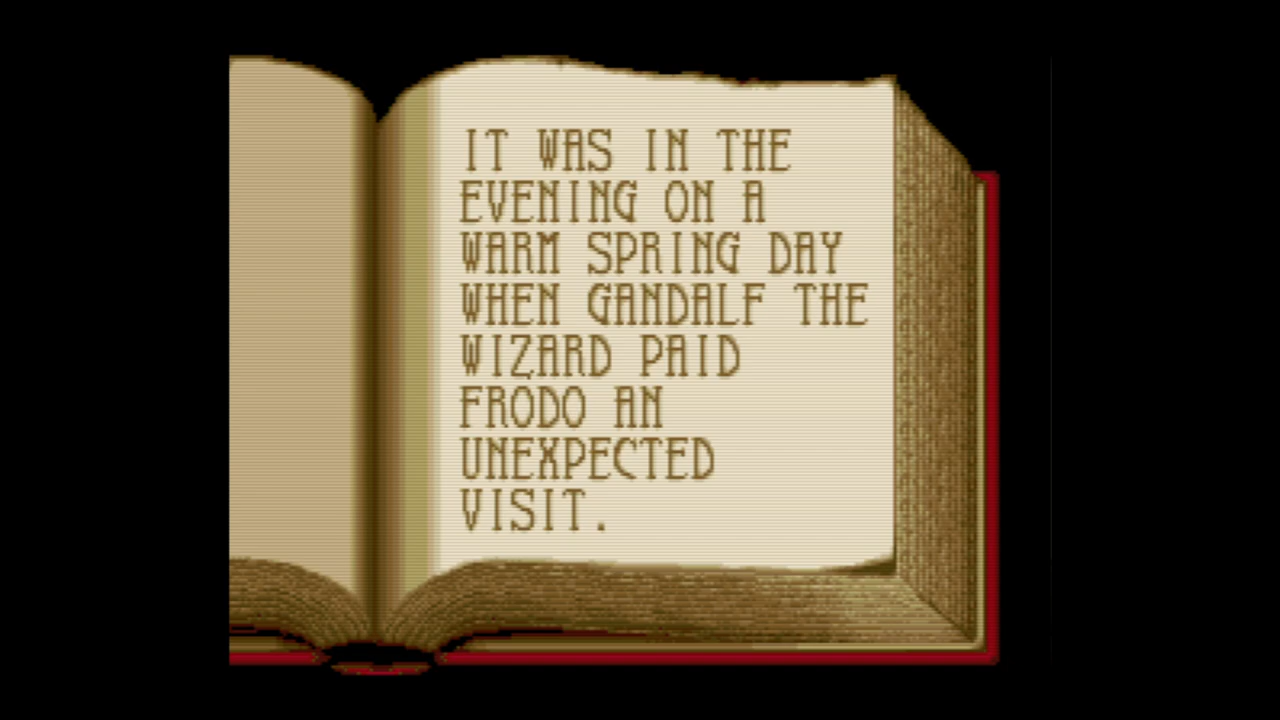 IT WAS IN THE
EVENING ON A
WARM SPRING DAY
WHEN GANDALF THE
WIZARD PAID
FRODO AN
UNEXPECTED
VISIT.